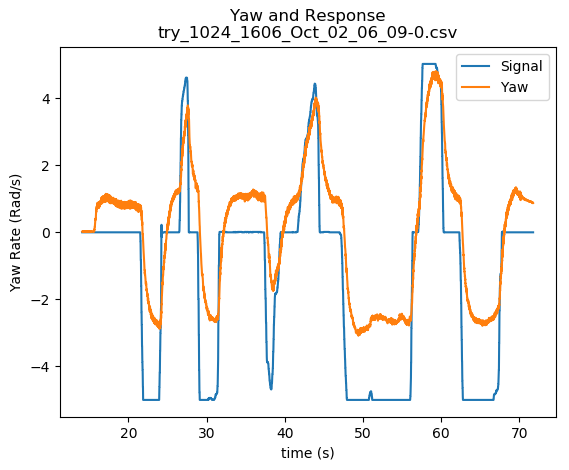 Yaw and Response
try_1024_1606_Oct_02_06_09-0.csv
Signal
Yaw
Yaw Rate (Rad/s)
4
2
0
−2
−4
20
30
40
50
60
70
time (s)